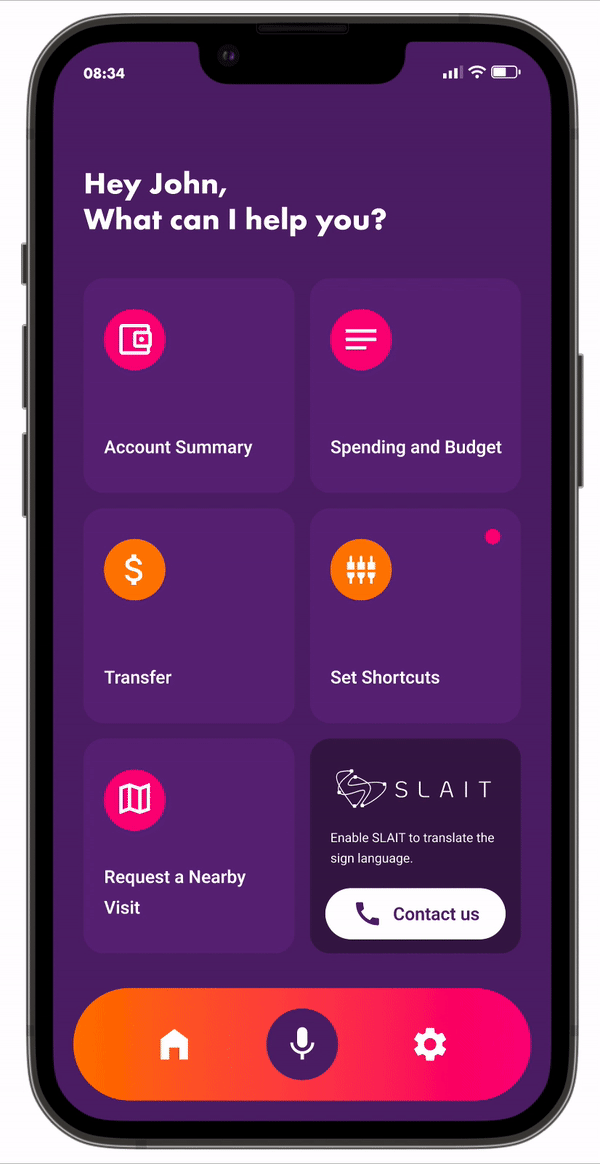 08:34
Hey John,
What can I help you?
Account Summary
Spending and Budget
Transfer
Set Shortcuts
Request a Nearby
Visit
SLAIT
Enable SLAIT to translate the
sign language.
Contact us